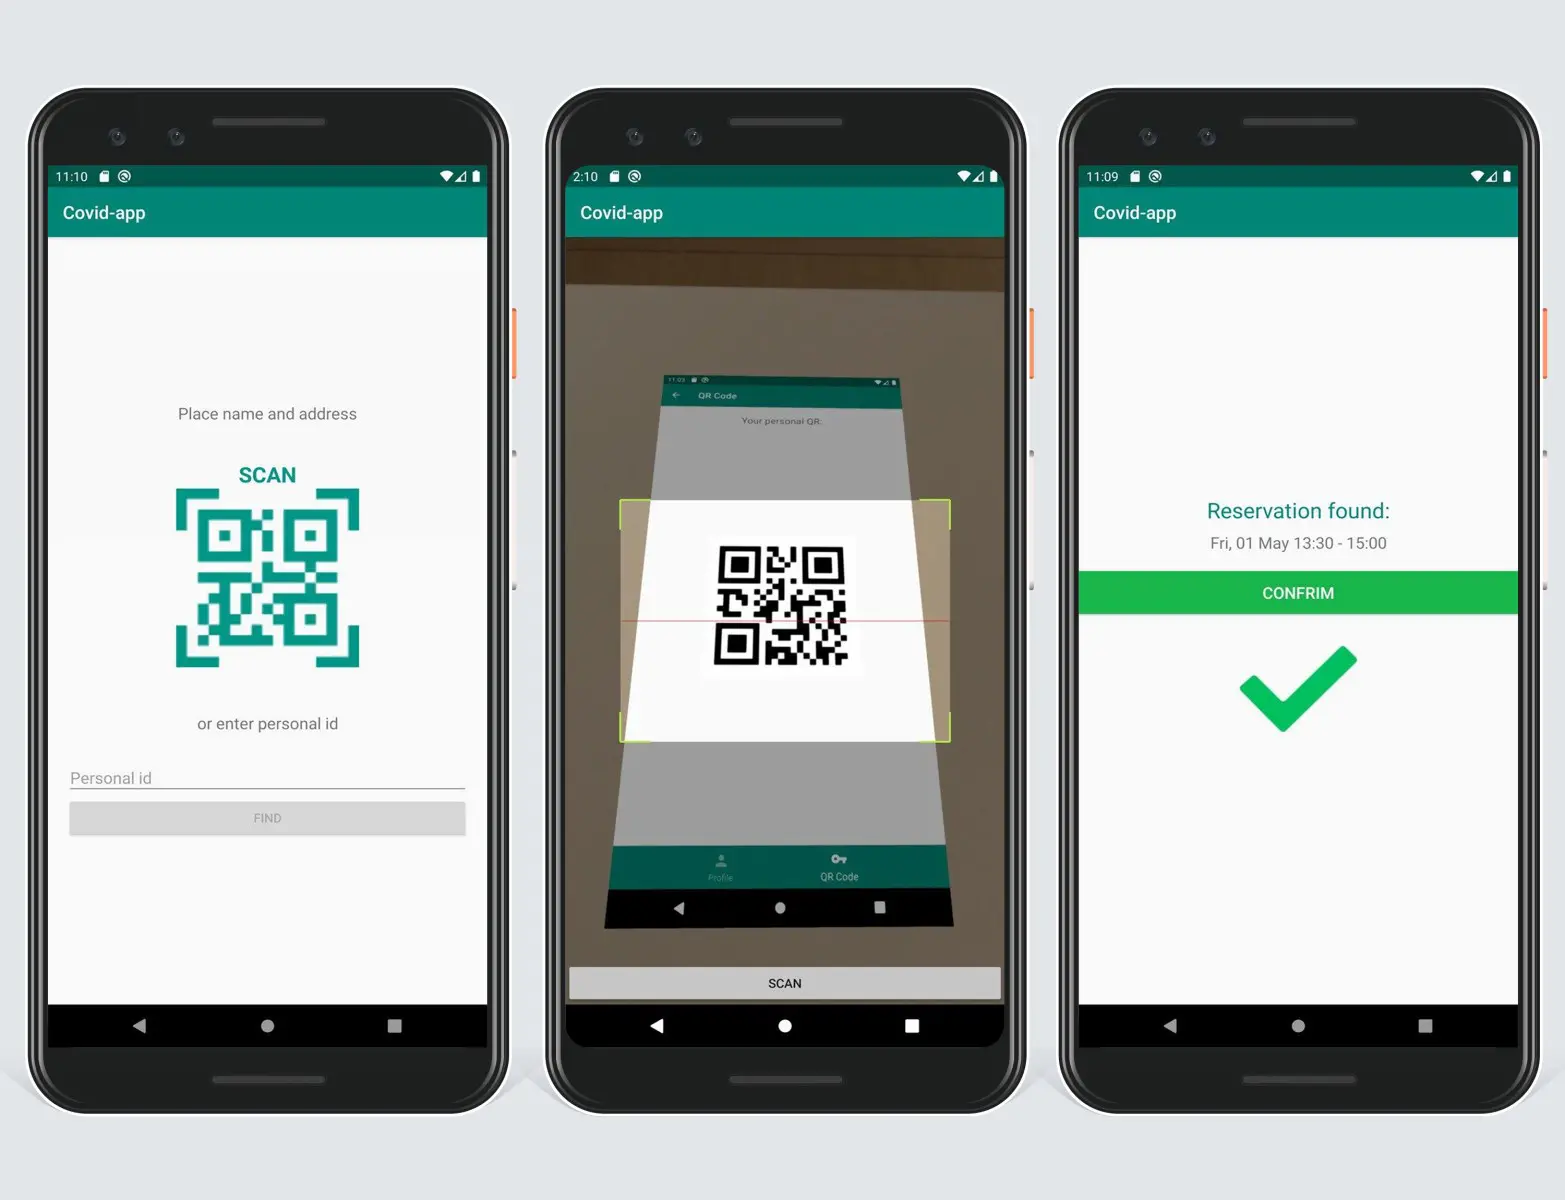 11:10
Covid-app
Place name and address
SCAN
or enter personal id
Personal id
FIND
2:10
Covid-app
11:03
QR Code
Your personal QR:
Profile
QR Code
SCAN
11:09
Covid-app
Reservation found:
Fri, 01 May 13:30 - 15:00
CONFRIM